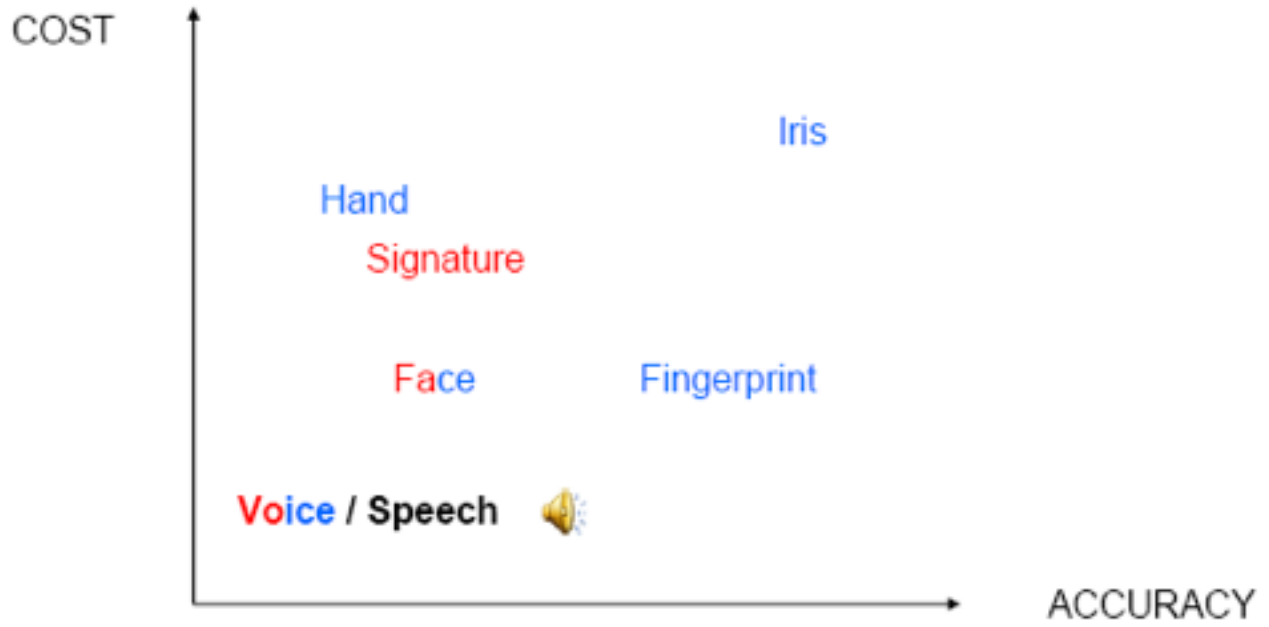 COST
Iris
Hand
Signature
Face
Fingerprint
Voice / Speech
ACCURACY